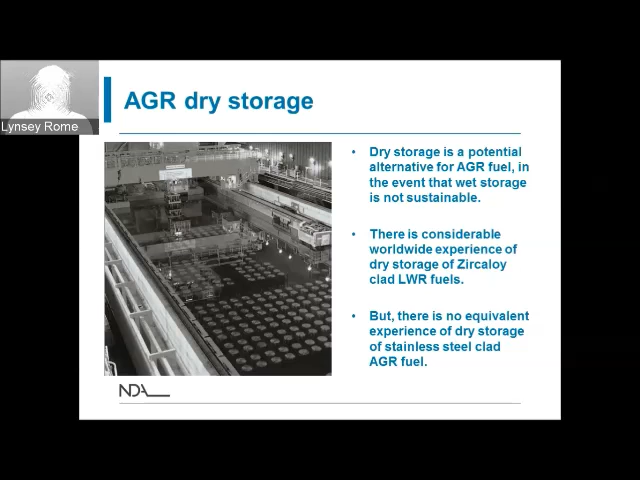 Lynsey Rome
AGR dry storage
• Dry storage is a potential
alternative for AGR fuel, in
the event that wet storage
is not sustainable.
• There is considerable
worldwide experience of
dry storage of Zircaloy
clad LWR fuels.
• But, there is no equivalent
experience of dry storage
of stainless steel clad
AGR fuel.
NDA